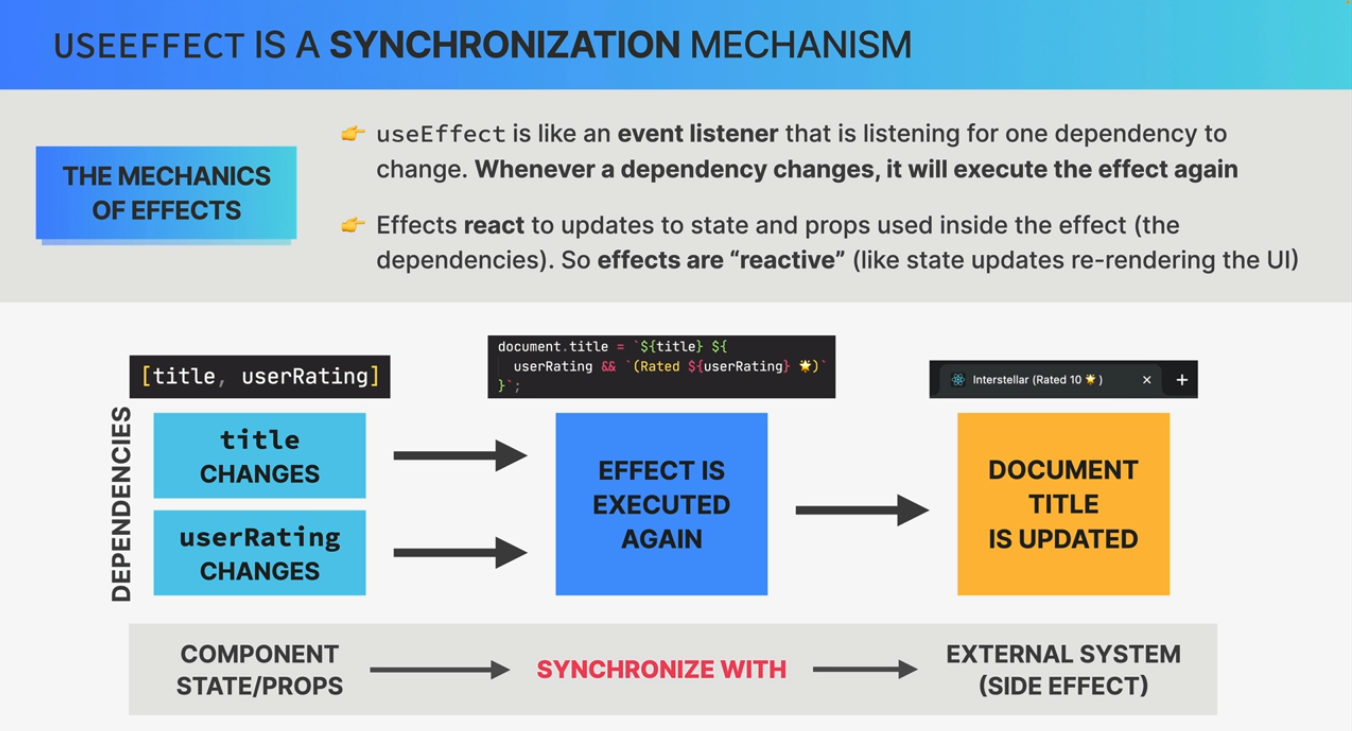 USEEFFECT IS A SYNCHRONIZATION MECHANISM
THE MECHANICS
OF EFFECTS
👉 useEffect is like an event listener that is listening for one dependency to
change. Whenever a dependency changes, it will execute the effect again
👉 Effects react to updates to state and props used inside the effect (the
dependencies). So effects are “reactive” (like state updates re-rendering the UI)
DEPENDENCIES
[title, userRating]
title
CHANGES
userRating
CHANGES
document.title = `${title} ${
userRating && `(Rated ${userRating} 🌟)`
}`;
EFFECT IS
EXECUTED
AGAIN
Interstellar (Rated 10 🌟 ) × +
DOCUMENT
TITLE
IS UPDATED
COMPONENT
STATE/PROPS
SYNCHRONIZE WITH
EXTERNAL SYSTEM
(SIDE EFFECT)